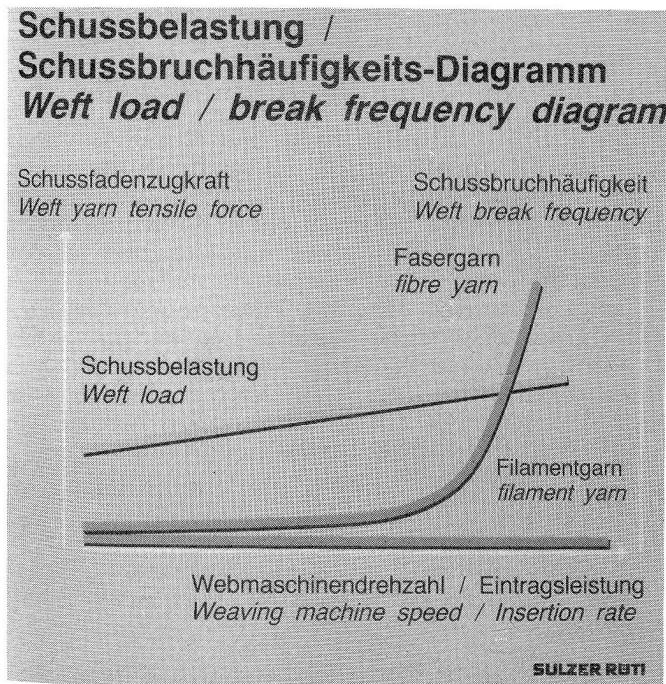 Schussbelastung /
Schussbruchhäufigkeits-Diagramm
Weft load / break frequency diagram
Schussfadenzugkraft
Weft yarn tensile force
Schussbruchhäufigkeit
Weft break frequency
Fasergarn
fibre yarn
Schussbelastung
Weft load
Filamentgarn
filament yarn
Webmaschinendrehzahl / Eintragsleistung
Weaving machine speed / Insertion rate
SULZER RÜTI